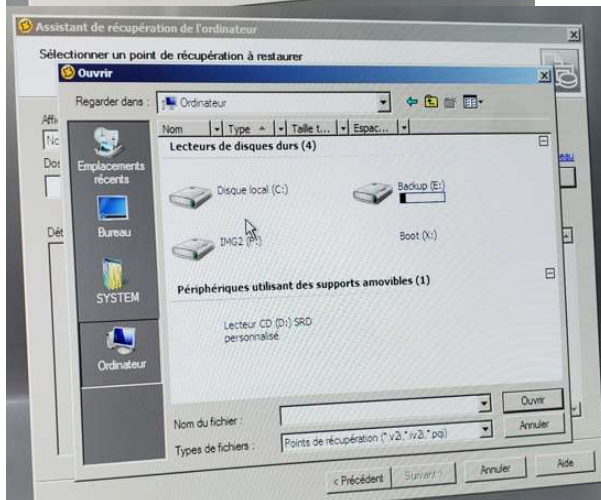 Assistant de récupération de l'ordinateur
Sélectionner un point de récupération à restaurer
Ouvrir
Regarder dans :
Ordinateur
Nom Type Taille t... Espac...
Lecteurs de disques durs (4)
Disque local (C:)
Backup (E:)
IMG2 (F:)
Boot (X:)
Périphériques utilisant des supports amovibles (1)
Lecteur CD (D:) SRD
personnalisé
Emplacements
récents
Bureau
SYSTEM
Ordinateur
Nom du fichier :
Ouvrir
Types de fichiers :
Points de récupération (*.v2i,*.iv2i,*.pqi)
Annuler
< Précédent
Suivant >
Annuler
Aide